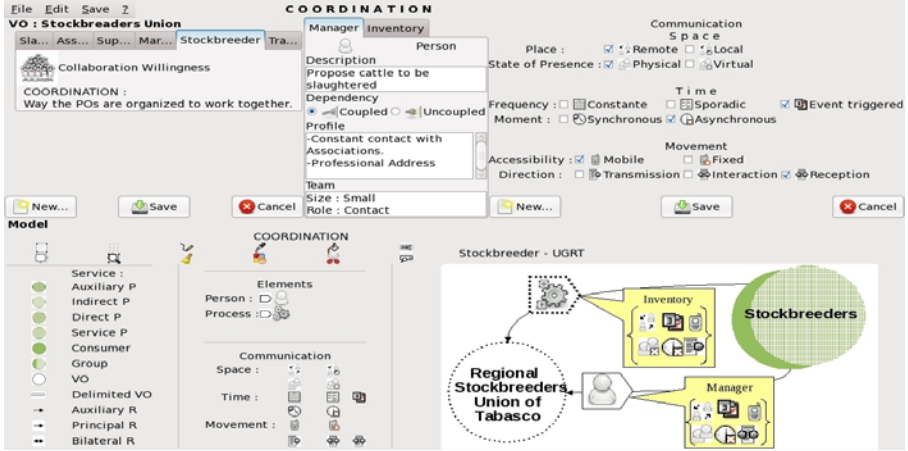 File Edit Save ?
COORDINATION
VO : Stockbreeders Union
Sla... Ass... Sup... Mar... Stockbreeder Tra...
Collaboration Willingness
COORDINATION :
Way the POs are organized to work together.
New... Save Cancel
Manager Inventory
Person
Description
Propose cattle to be
slaughtered
Dependency
Coupled Uncoupled
Profile
-Constant contact with
Associations.
-Professional Address
Team
Size : Small
Role : Contact
Communication
Space
Place : Remote Local
State of Presence : Physical Virtual
Time
Frequency : Constante Sporadic Event triggered
Moment : Synchronous Asynchronous
Movement
Accessibility : Mobile Fixed
Direction : Transmission Interaction Reception
New... Save Cancel
Model
Service :
Auxiliary P
Indirect P
Direct P
Service P
Consumer
Group
VO
Delimited VO
Auxiliary R
Principal R
Bilateral R
COORDINATION
Elements
Person :
Process :
Communication
Space :
Time :
Movement :
Stockbreeder - UGRT
Inventory
Stockbreeders
Regional
Stockbreeders
Union of
Tabasco
Manager